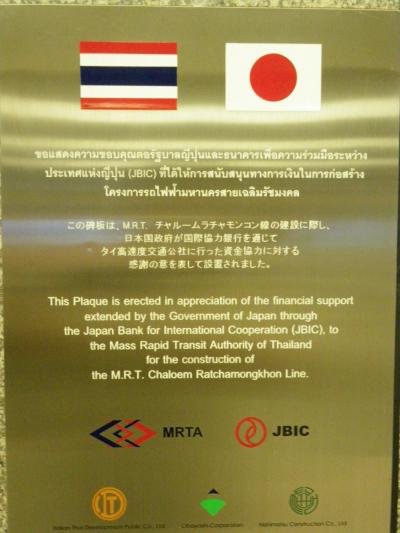 ขอแสดงความขอบคุณต่อรัฐบาลญี่ปุ่นและธนาคารเพื่อความร่วมมือระหว่าง
ประเทศแห่งญี่ปุ่น (JBIC) ที่ได้ให้การสนับสนุนทางการเงินในการก่อสร้าง
โครงการรถไฟฟ้ามหานครสายเฉลิมรัชมงคล
この碑板は、M.R.T. チャルームラチャモンコン線の建設に際し、
日本国政府が国際協力銀行を通じて
タイ高速度交通公社に行った資金協力に対する
感謝の意を表して設置されました。
This Plaque is erected in appreciation of the financial support
extended by the Government of Japan through
the Japan Bank for International Cooperation (JBIC), to
the Mass Rapid Transit Authority of Thailand
for the construction of
the M.R.T. Chaloem Ratchamongkhon Line.
MRTA JBIC
Italian-Thai Development Public Co., Ltd. Obayashi Corporation Nishimatsu Construction Co., Ltd.